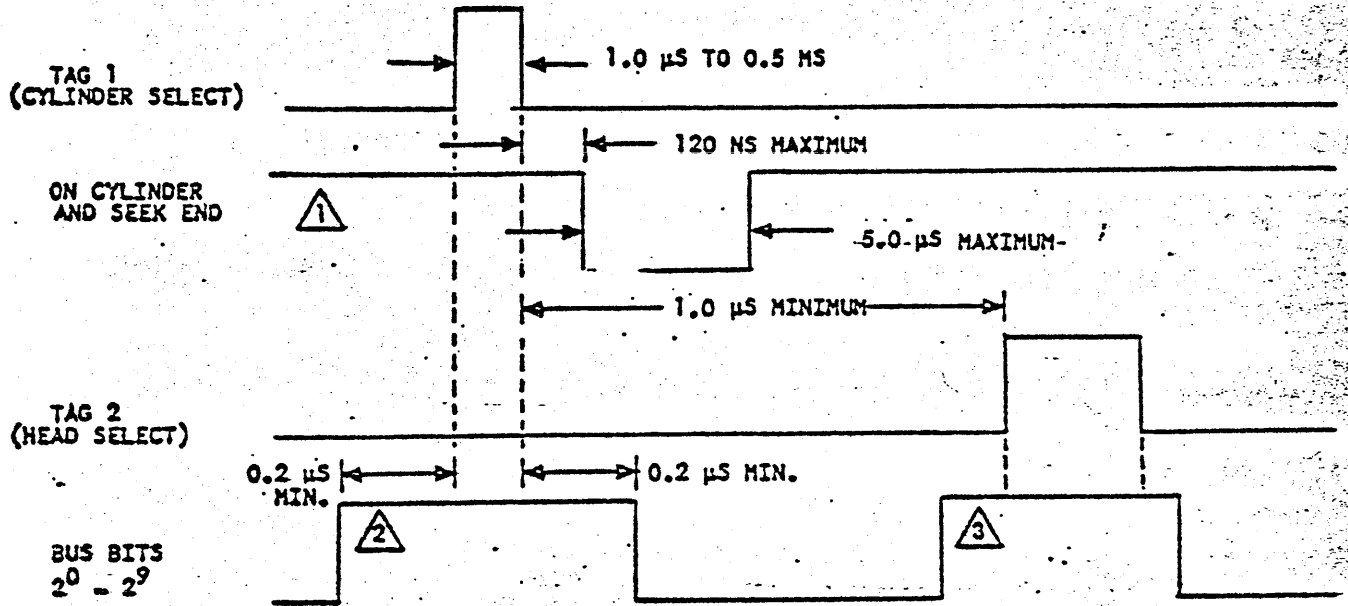 TAG 1
(CYLINDER SELECT)
1.0 µS TO 0.5 MS
120 NS MAXIMUM
ON CYLINDER
AND SEEK END
1
5.0 µS MAXIMUM
1.0 µS MINIMUM
TAG 2
(HEAD SELECT)
0.2 µS
MIN.
0.2 µS MIN.
2
3
BUS BITS
2⁰ - 2⁹